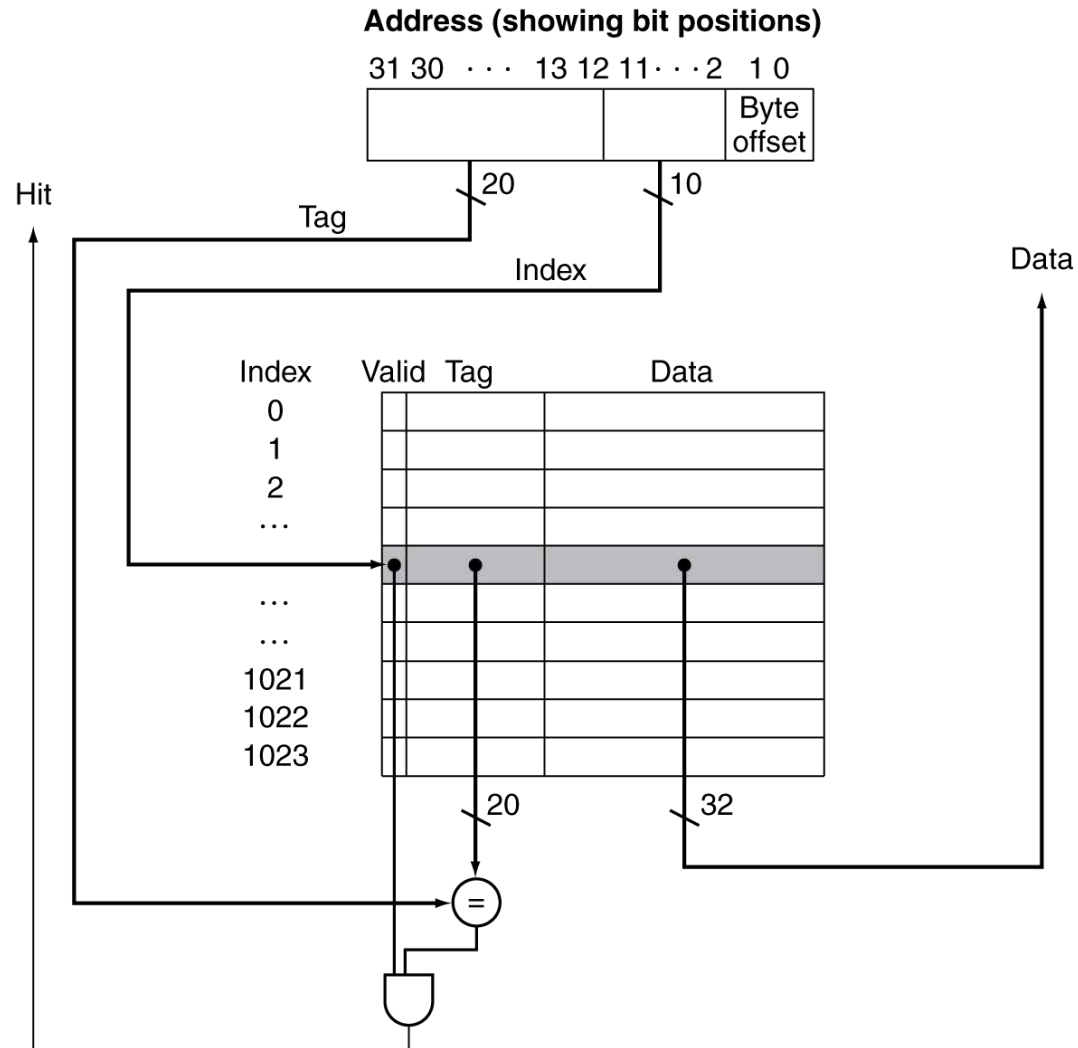 Address (showing bit positions)
31 30 · · · 13 12 11 · · · 2 1 0
Byte
offset
20 10
Hit
Tag
Index
Data
Index Valid Tag Data
0
1
2
...
...
...
1021
1022
1023
20 32
=